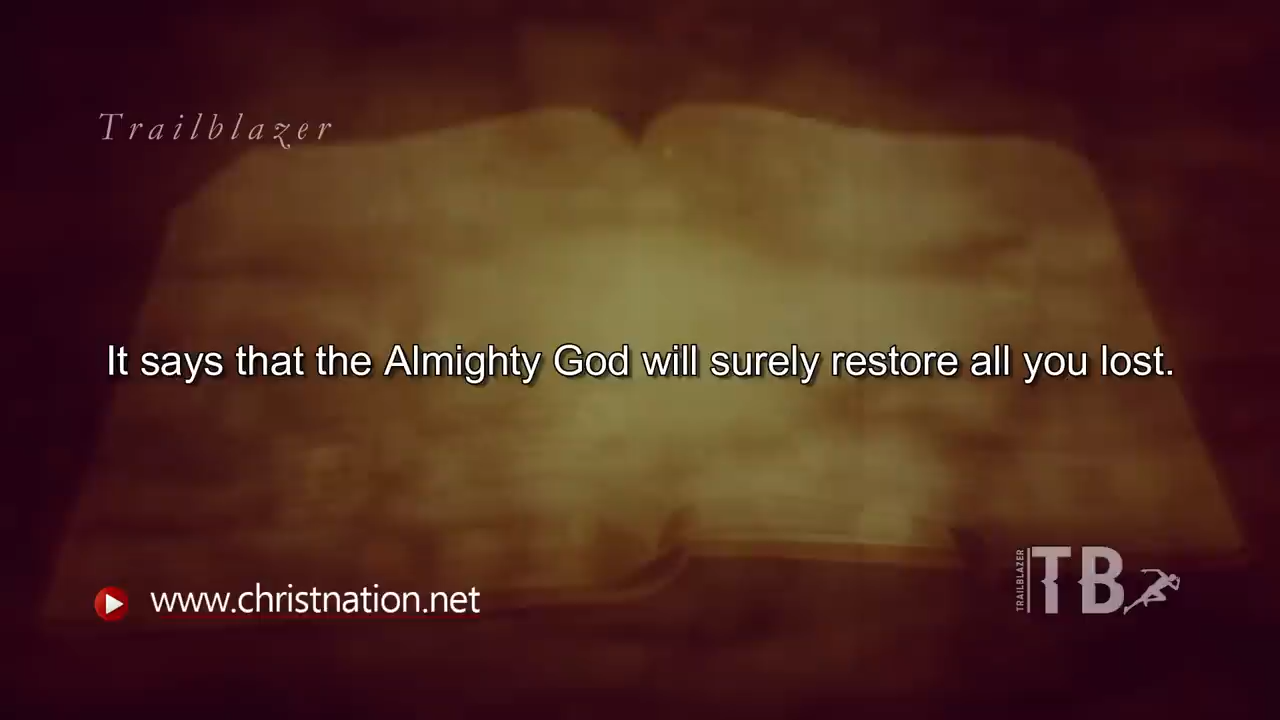 Trailblazer
It says that the Almighty God will surely restore all you lost.
www.christnation.net
TRAILBLAZER
TB